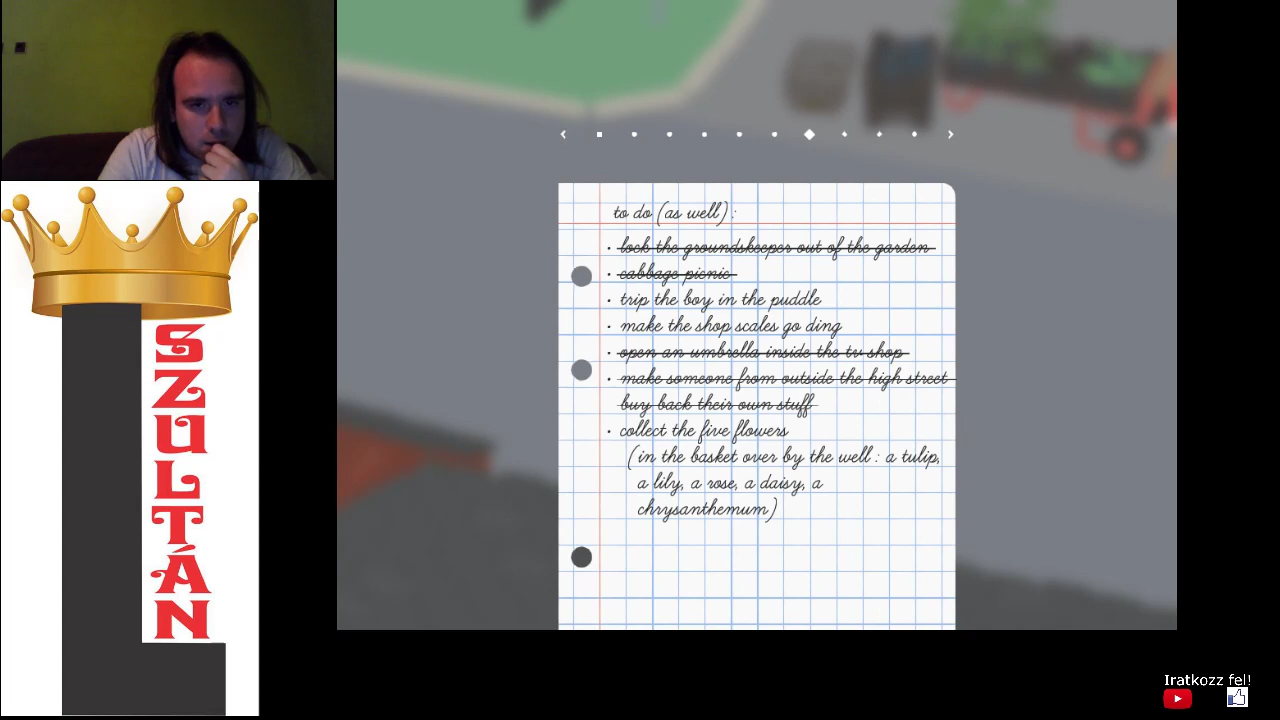 to do (as well):
• lock the groundskeeper out of the garden
• cabbage picnic
• trip the boy in the puddle
• make the shop scales go ding
• open an umbrella inside the tv shop
• make someone from outside the high street
buy back their own stuff
• collect the five flowers
(in the basket over by the well: a tulip,
a lily, a rose, a daisy, a
chrysanthemum)
L
SZULTÁN
Iratkozz fel!